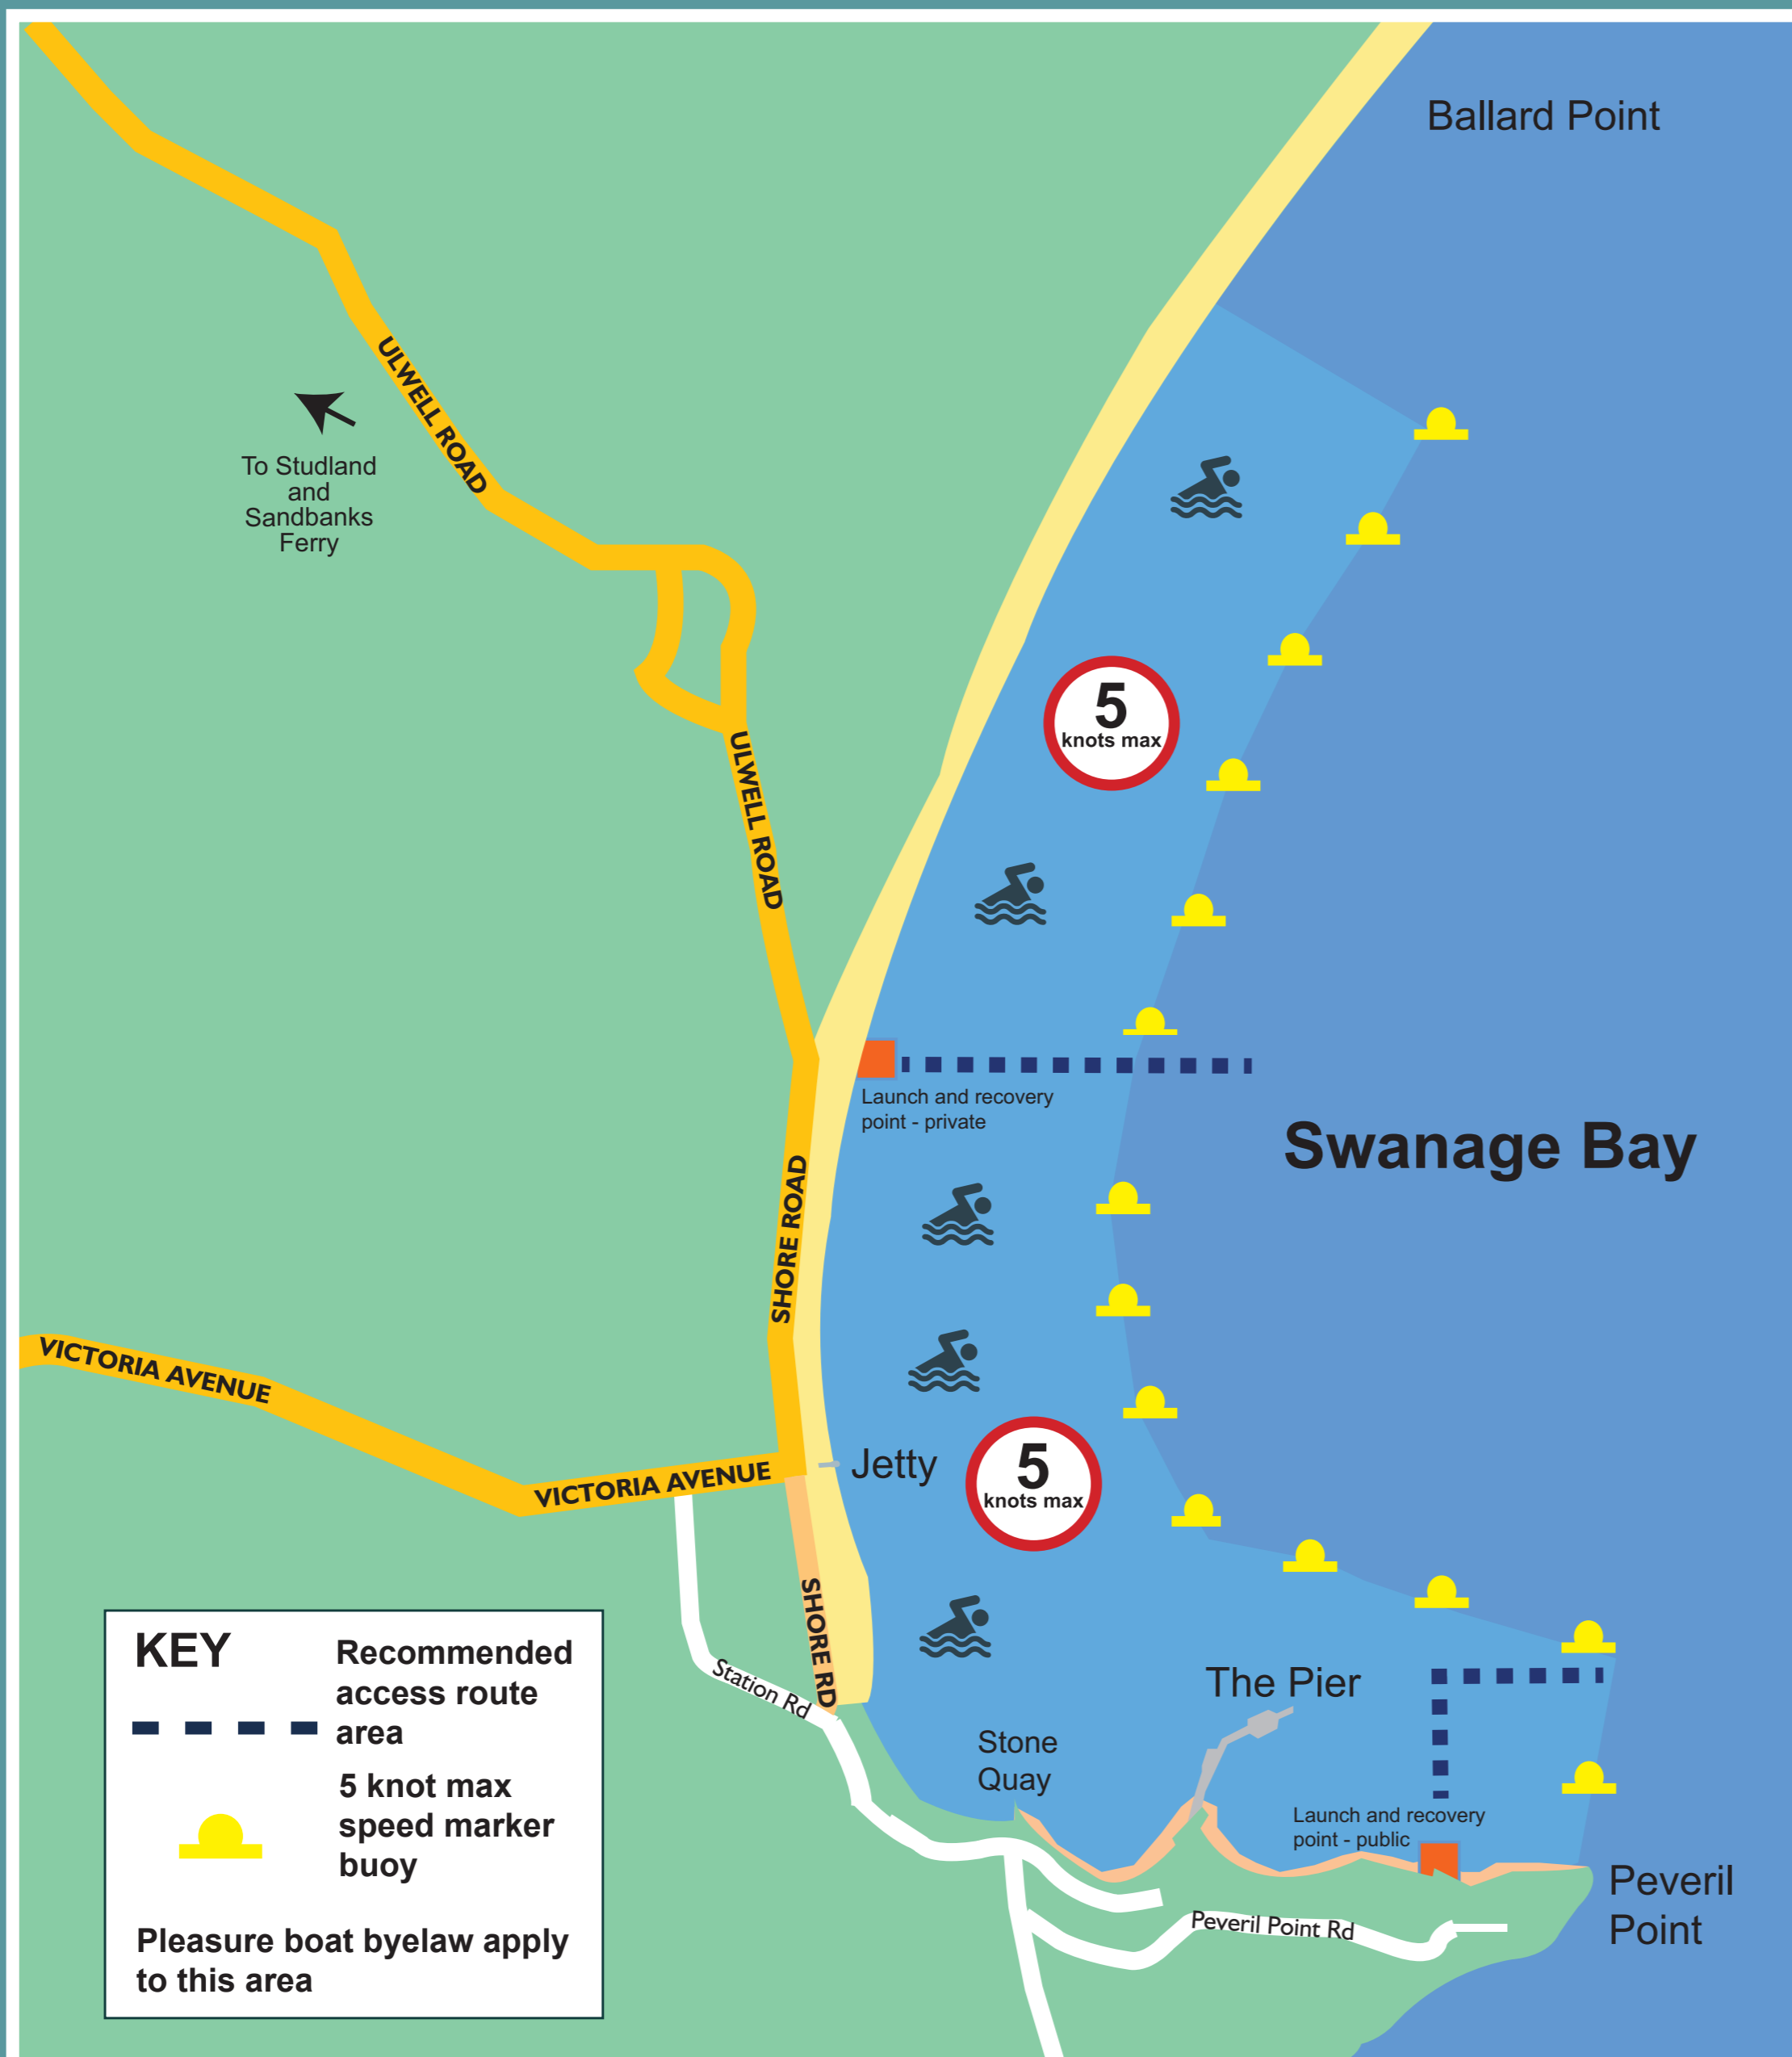 Ballard Point
ULWELL ROAD
To Studland
and
Sandbanks
Ferry
5
knots max
ULWELL ROAD
Launch and recovery
point - private
Swanage Bay
SHORE ROAD
VICTORIA AVENUE
VICTORIA AVENUE
Jetty
5
knots max
SHORE RD
Station Rd
The Pier
Stone
Quay
Launch and recovery
point - public
Peveril
Point
Peveril Point Rd
KEY
Recommended
access route
area
5 knot max
speed marker
buoy
Pleasure boat byelaw apply
to this area